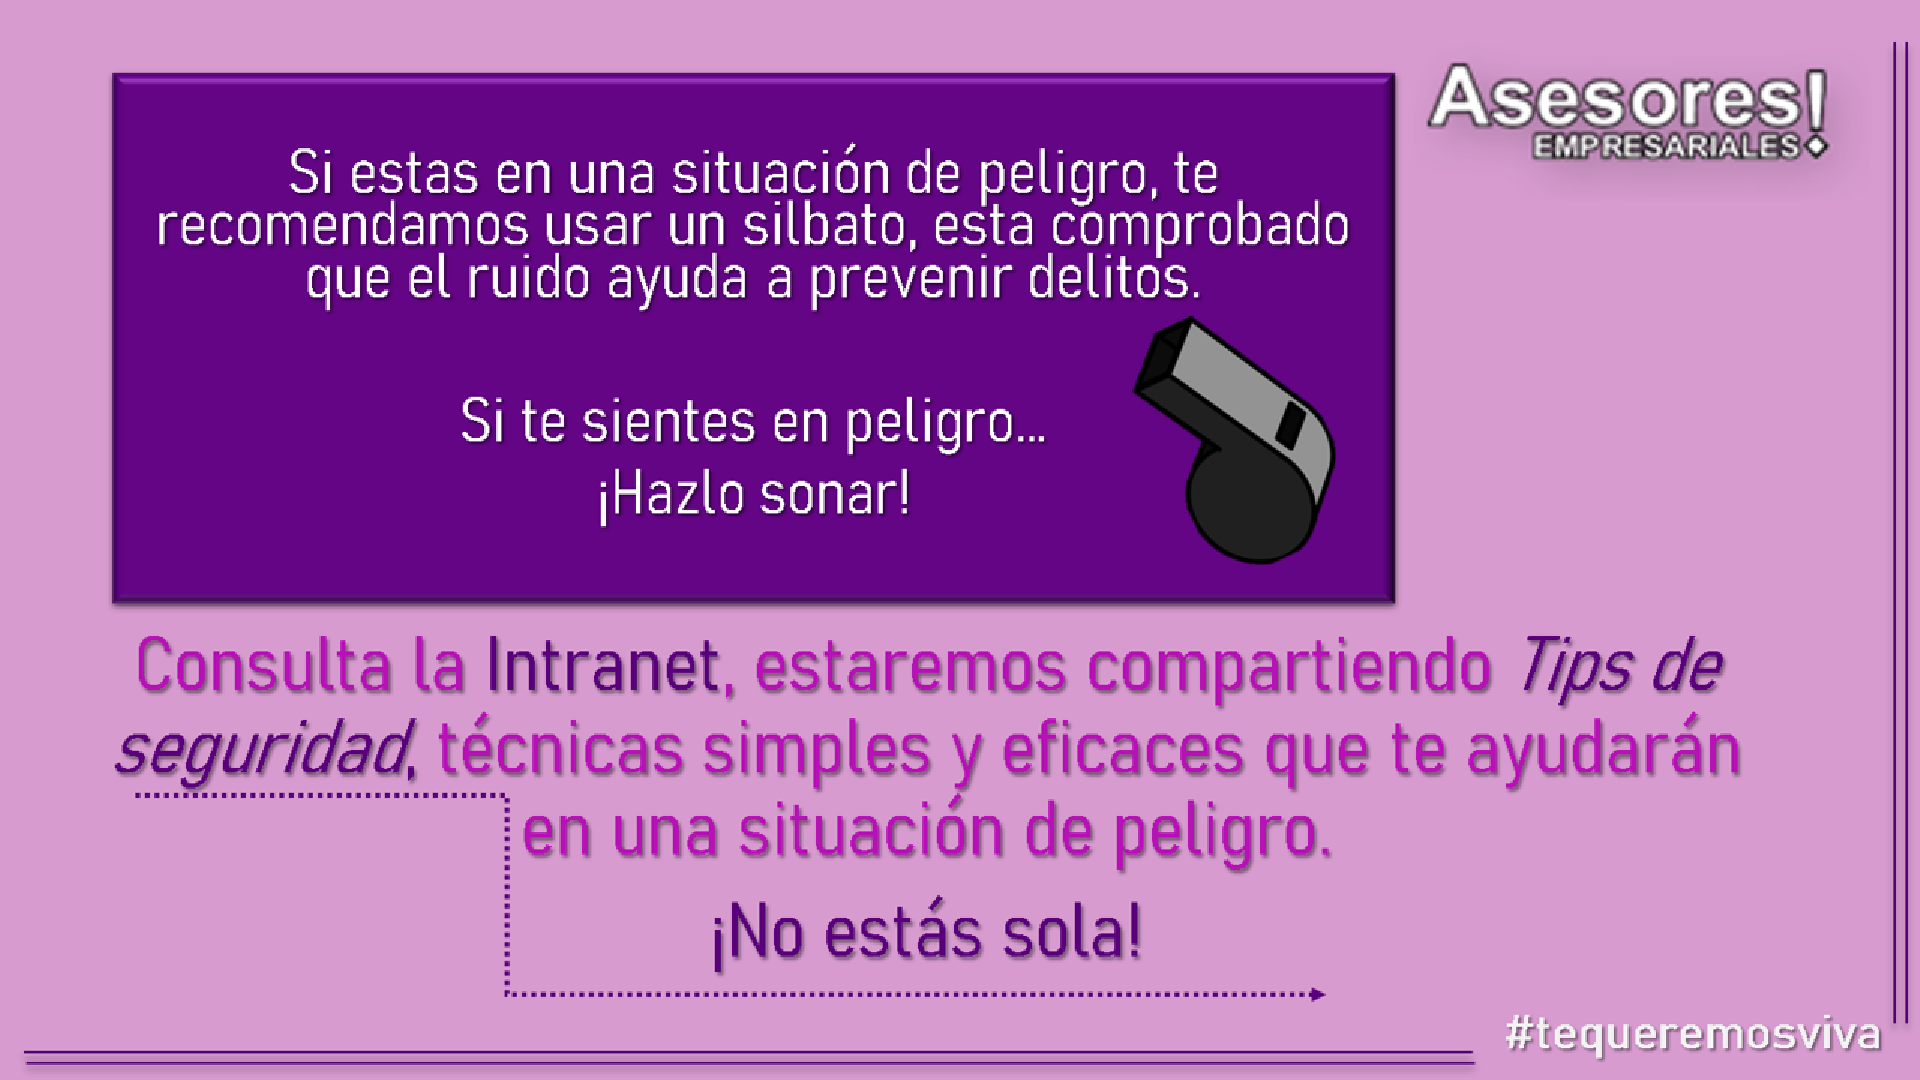 Asesores!
EMPRESARIALES
Si estas en una situación de peligro, te
recomendamos usar un silbato, esta comprobado
que el ruido ayuda a prevenir delitos.
Si te sientes en peligro...
¡Hazlo sonar!
Consulta la Intranet, estaremos compartiendo Tips de
seguridad, técnicas simples y eficaces que te ayudarán
en una situación de peligro.
¡No estás sola!
#tequeremosviva